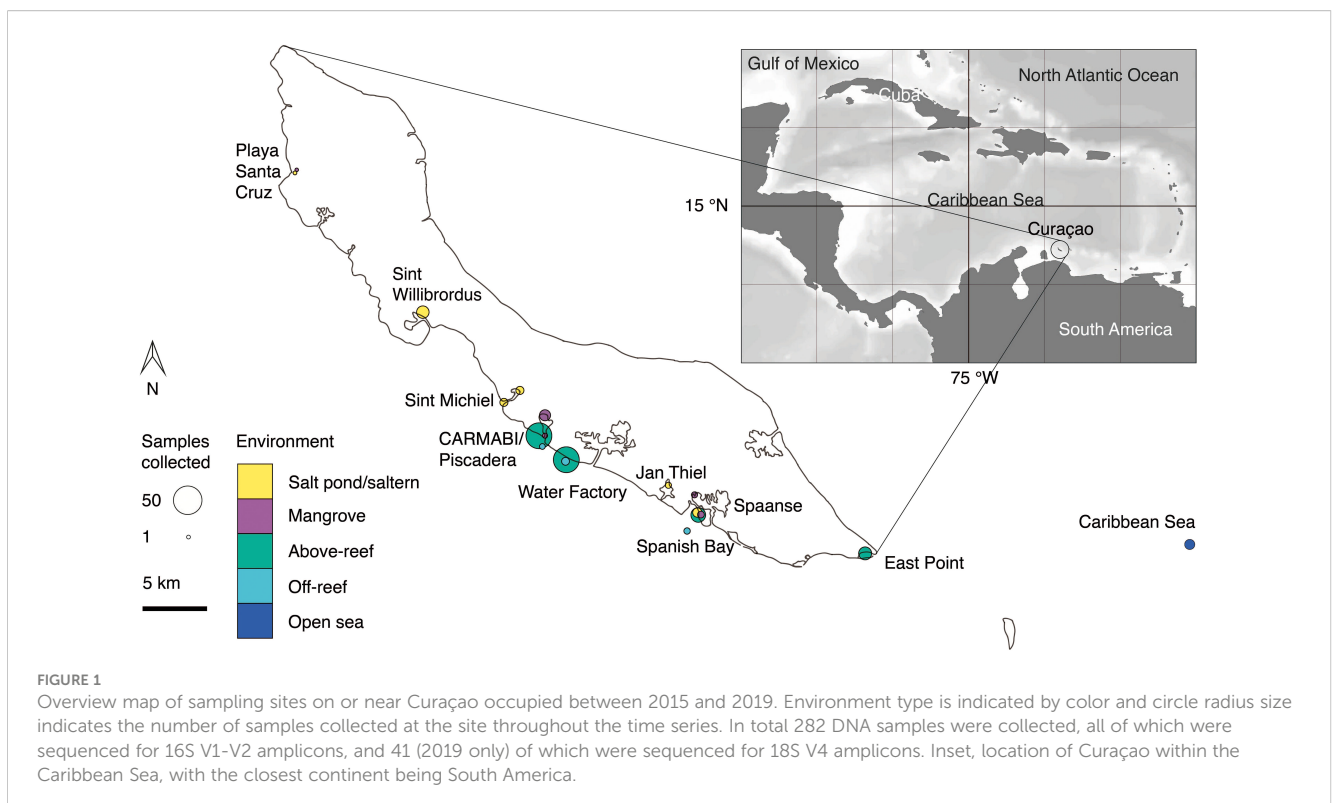 Gulf of Mexico
North Atlantic Ocean
Cuba
Playa
Santa
Cruz
15 °N
Caribbean Sea
Curaçao
Sint
Willibrordus
South America
N
75 °W
Sint Michiel
Samples
collected
Environment
CARMABI/
Piscadera
Jan Thiel
Salt pond/saltern
50
Water Factory
Spaanse
Mangrove
Caribbean Sea
1
Above-reef
Spanish Bay
East Point
5 km
Off-reef
Open sea
FIGURE 1
Overview map of sampling sites on or near Curaçao occupied between 2015 and 2019. Environment type is indicated by color and circle radius size
indicates the number of samples collected at the site throughout the time series. In total 282 DNA samples were collected, all of which were
sequenced for 16S V1-V2 amplicons, and 41 (2019 only) of which were sequenced for 18S V4 amplicons. Inset, location of Curaçao within the
Caribbean Sea, with the closest continent being South America.